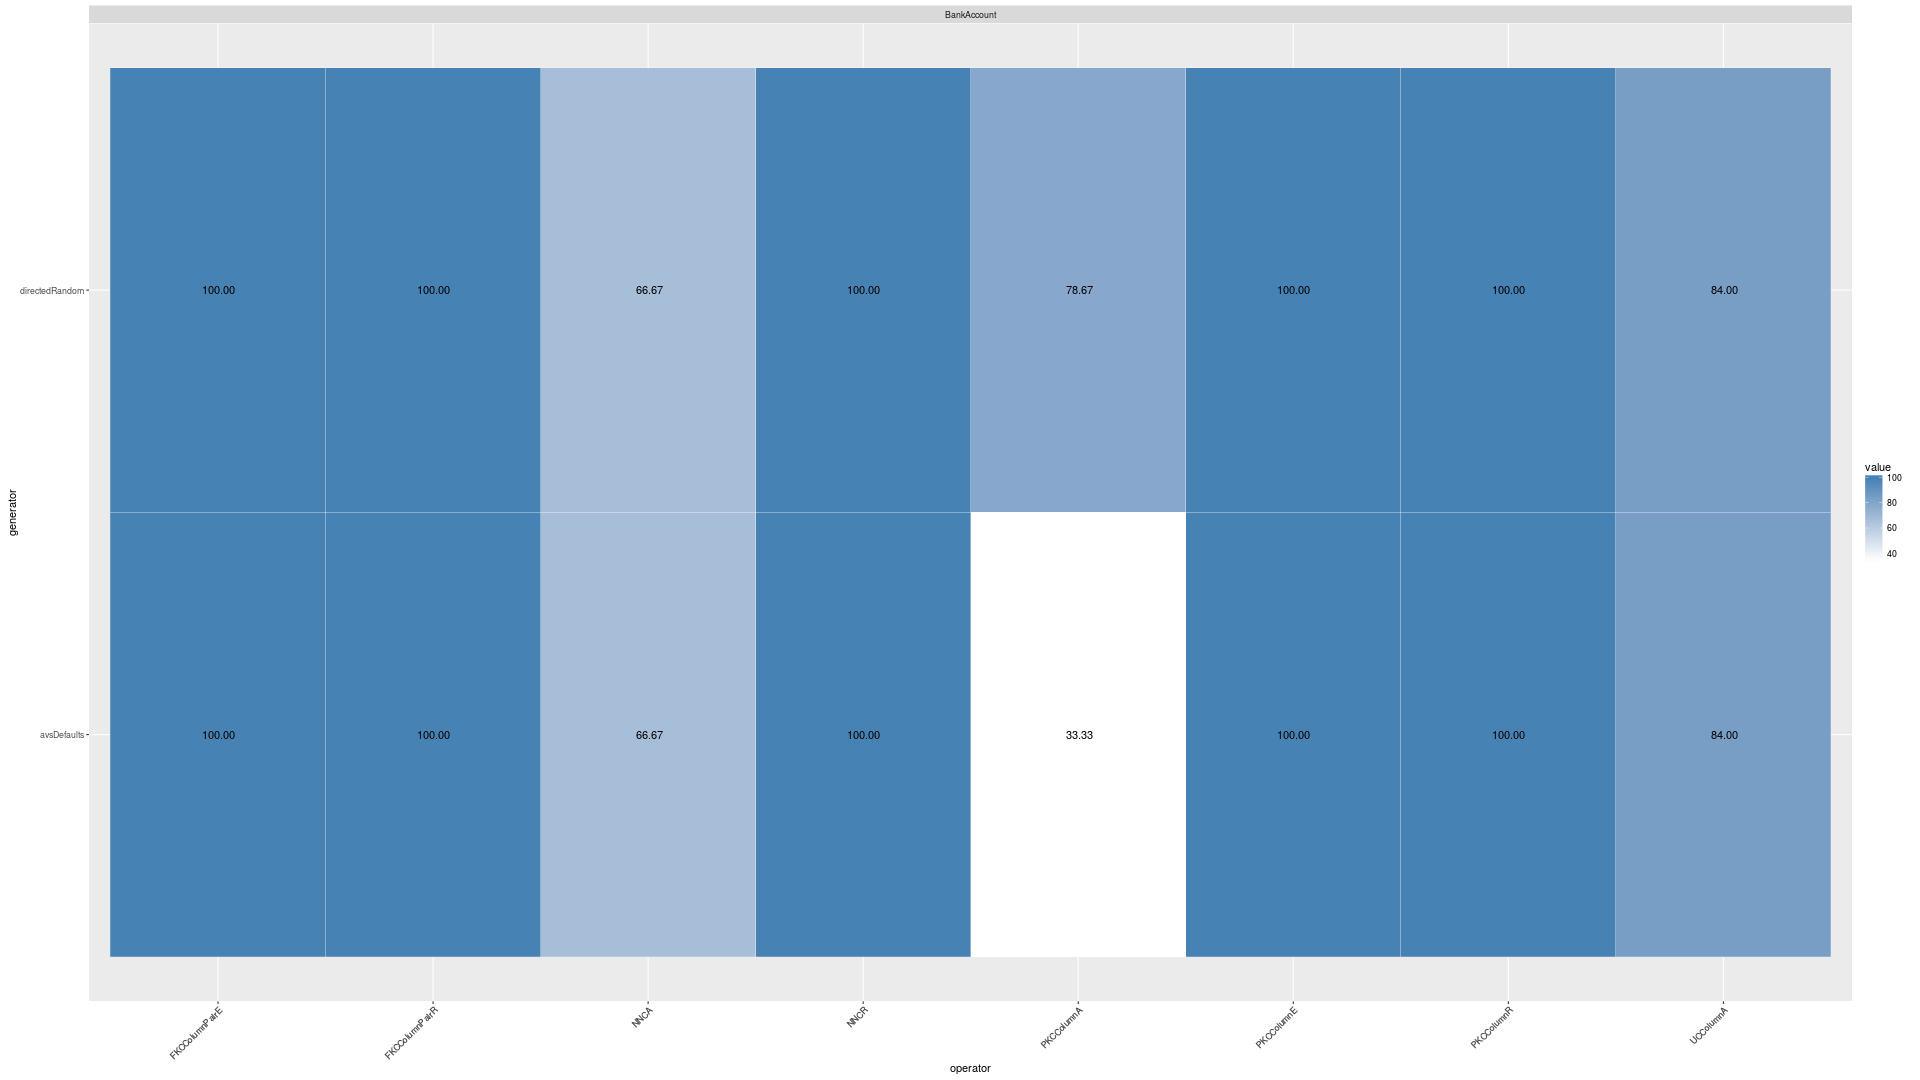 BankAccount
generator
directedRandom
100.00 100.00 66.67 100.00 78.67 100.00 100.00 84.00
avsDefaults
100.00 100.00 66.67 100.00 33.33 100.00 100.00 84.00
FKCColumnPairE FKCColumnPairR NNCA NNCR PKCColumnA PKCColumnE PKCColumnR UCColumnA
operator
value
100
80
60
40